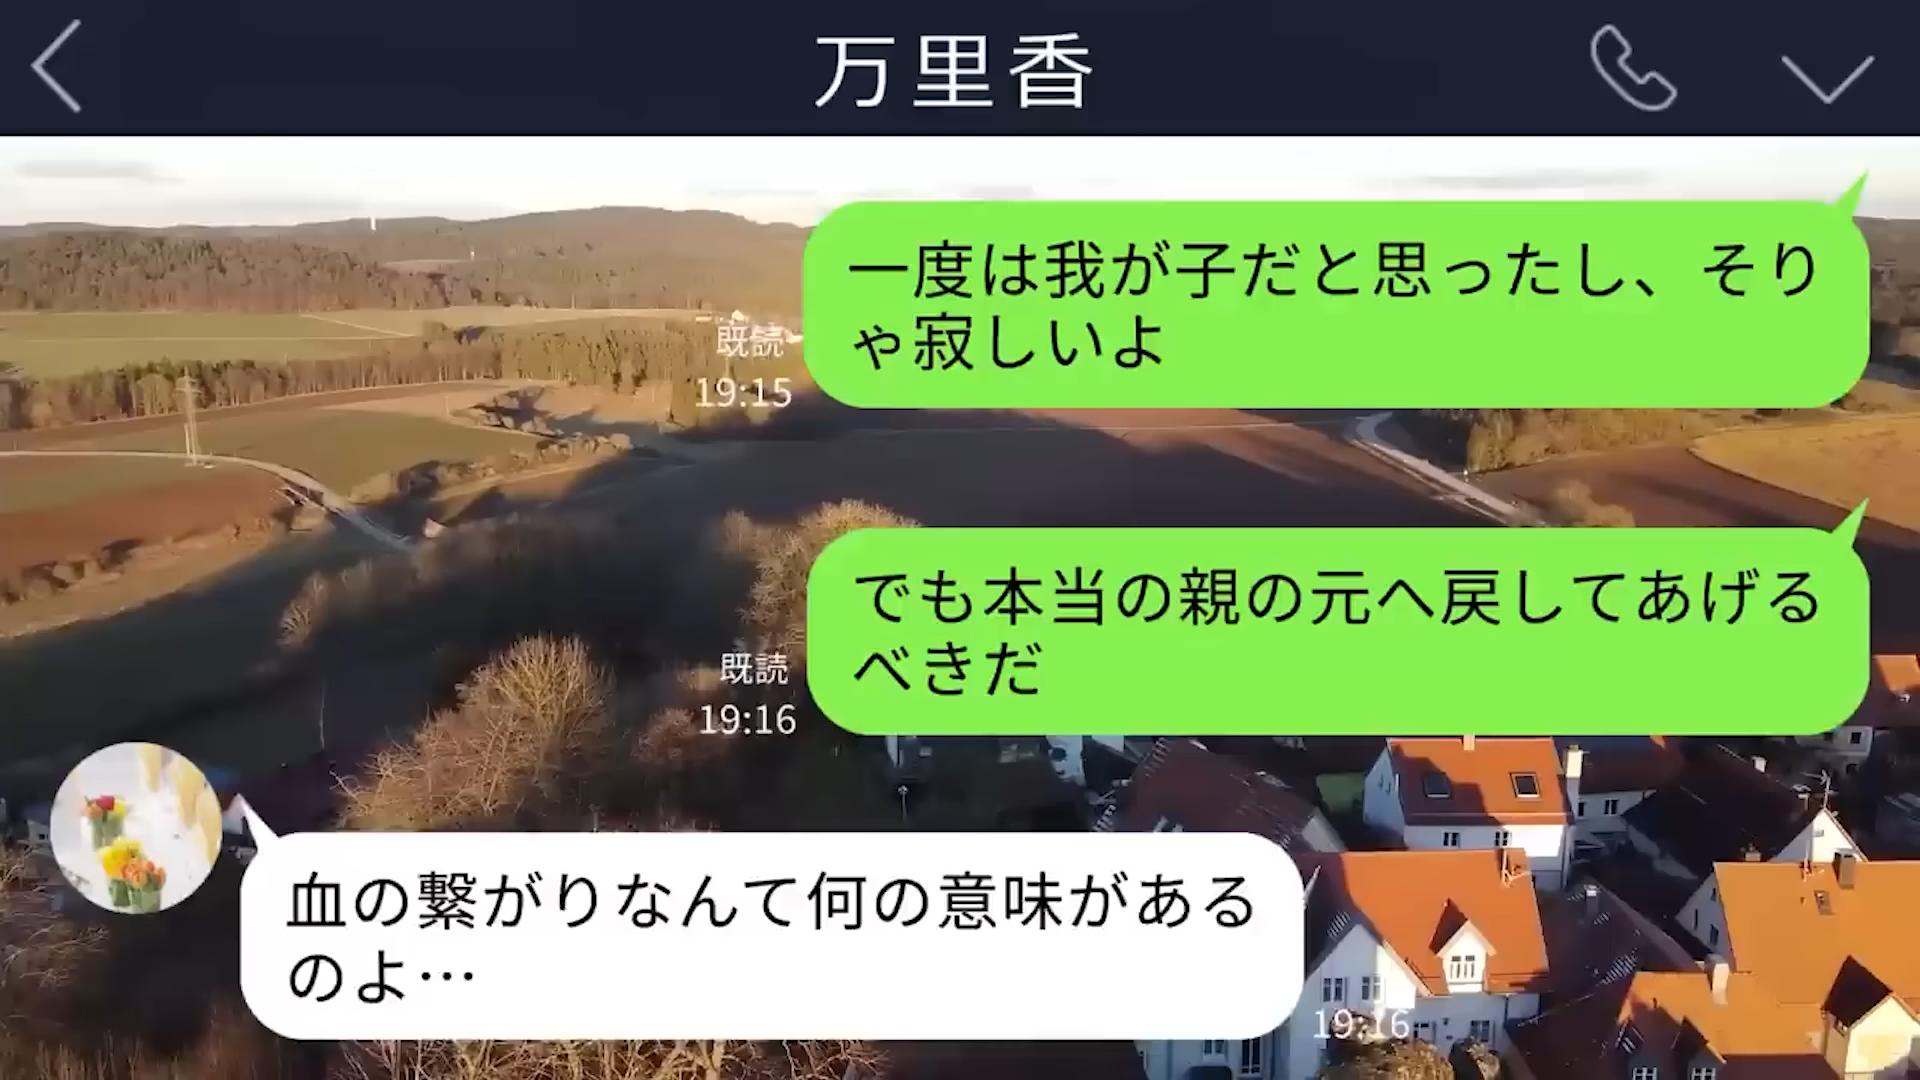 万里香
一度は我が子だと思ったし、そり
ゃ寂しいよ
既読
19:15
でも本当の親の元へ戻してあげる
べきだ
既読
19:16
血の繋がりなんて何の意味がある
のよ…
19:16